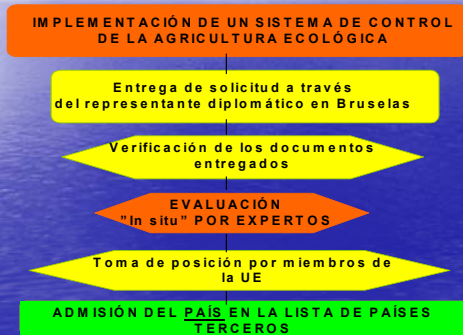 IMPLEMENTACIÓN DE UN SISTEMA DE CONTROL
DE LA AGRICULTURA ECOLÓGICA
Entrega de solicitud a través
del representante diplomático en Bruselas
Verificación de los documentos
entregados
EVALUACIÓN
"In situ" POR EXPERTOS
Toma de posición por miembros de
la UE
ADMISIÓN DEL PAÍS EN LA LISTA DE PAÍSES
TERCEROS